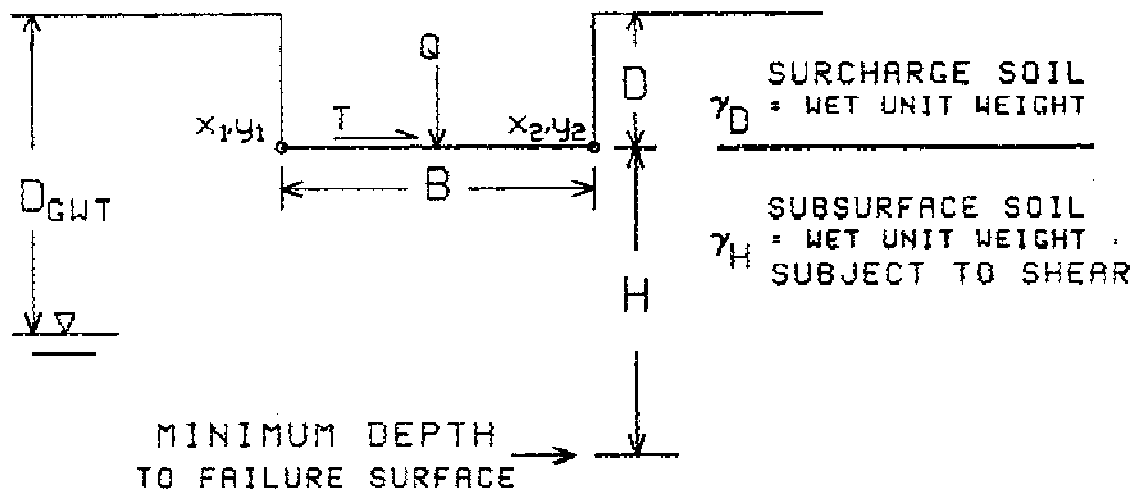 Q
D
SURCHARGE SOIL
γD = WET UNIT WEIGHT
x1,y1
T
x2,y2
B
DGWT
SUBSURFACE SOIL
γH = WET UNIT WEIGHT
SUBJECT TO SHEAR
H
MINIMUM DEPTH
TO FAILURE SURFACE